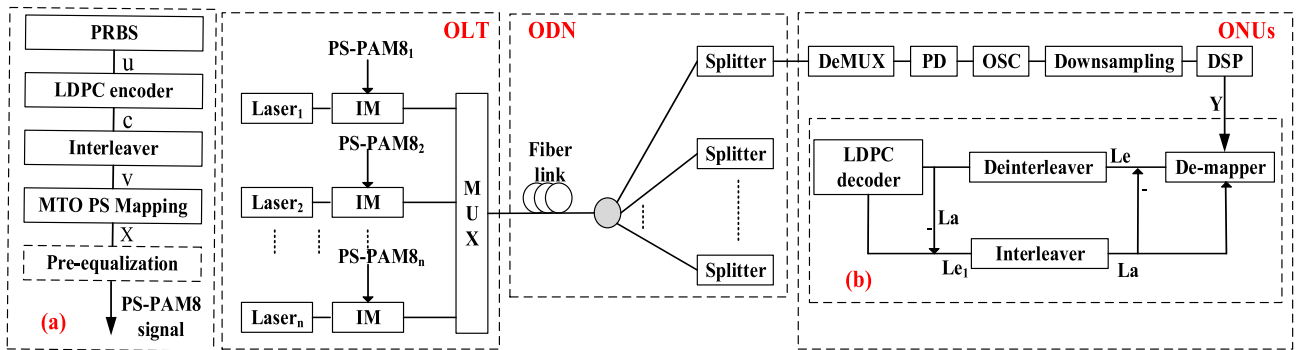 PRBS
u
LDPC encoder
c
Interleaver
v
MTO PS Mapping
X
Pre-equalization
PS-PAM8
signal
(a)
OLT
PS-PAM8₁
Laser₁
IM
PS-PAM8₂
Laser₂
IM
PS-PAM8ₙ
Laserₙ
IM
M
U
X
ODN
Fiber
link
Splitter
Splitter
Splitter
ONUs
DeMUX
PD
OSC
Downsampling
DSP
Y
LDPC
decoder
Deinterleaver
Le
De-mapper
-
La
-
Le₁
Interleaver
La
(b)